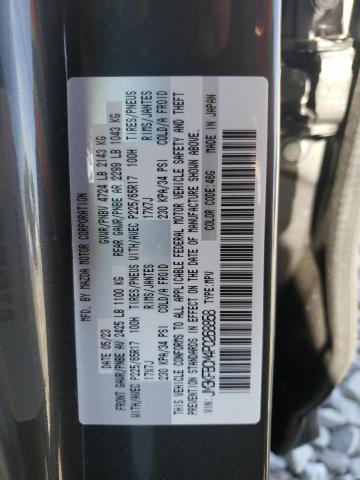 MFD. BY MAZDA MOTOR CORPORATION
DATE 05/23 GVWR/PNBV 4724 LB 2143 KG
FRONT GAWR/PNBE AV 2425 LB 1100 KG REAR GAWR/PNBE AR 2299 LB 1043 KG
WITH/AVEC P225/65R17 100H TIRES/PNEUS WITH/AVEC P225/65R17 100H TIRES/PNEUS
17X7J RIMS/JANTES 17X7J RIMS/JANTES
230 KPA/34 PSI COLD/A FROID 230 KPA/34 PSI COLD/A FROID
THIS VEHICLE CONFORMS TO ALL APPLICABLE FEDERAL MOTOR VEHICLE SAFETY AND THEFT
PREVENTION STANDARDS IN EFFECT ON THE DATE OF MANUFACTURE SHOWN ABOVE.
JM3KFBCM4P0268858 TYPE:MPV COLOR CODE:46G MADE IN JAPAN